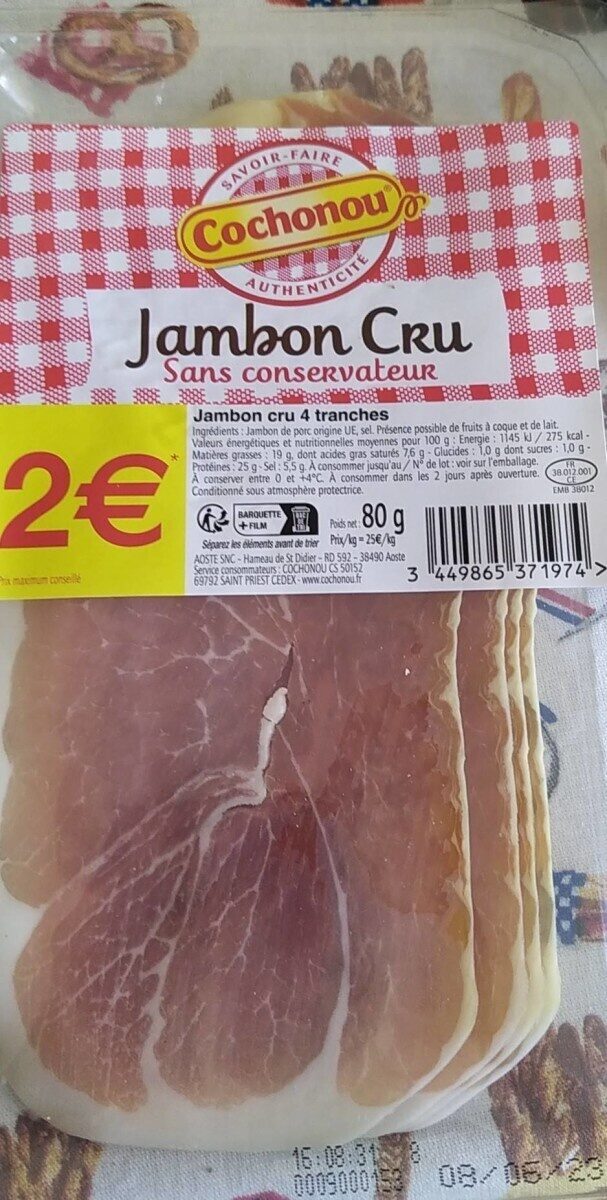 SAVOIR-FAIRE
Cochonou®
AUTHENTICITÉ
Jambon CRU
Sans conservateur
2€*
Prix maximum conseillé
Jambon cru 4 tranches
Ingrédients : Jambon de porc origine UE, sel. Présence possible de fruits à coque et de lait.
Valeurs énergétiques et nutritionnelles moyennes pour 100 g : Energie : 1145 kJ / 275 kcal -
Matières grasses : 19 g, dont acides gras saturés 7,6 g - Glucides : 1,0 g dont sucres : 1,0 g -
Protéines : 25 g - Sel : 5,5 g. À consommer jusqu'au / N° de lot : voir sur l'emballage.
À conserver entre 0 et +4°C. À consommer dans les 2 jours après ouverture.
Conditionné sous atmosphère protectrice.
FR
38.012.001
CE
EMB 38012
BARQUETTE
+ FILM
BAC
DE
TRI
Séparez les éléments avant de trier
Poids net : 80 g
Prix/kg = 25€/kg
AOSTE SNC - Hameau de St Didier - RD 592 - 38490 Aoste
Service consommateurs : COCHONOU CS 50152
69792 SAINT PRIEST CEDEX - www.cochonou.fr
3 449865 371974 >
16:08:31
08/06/23